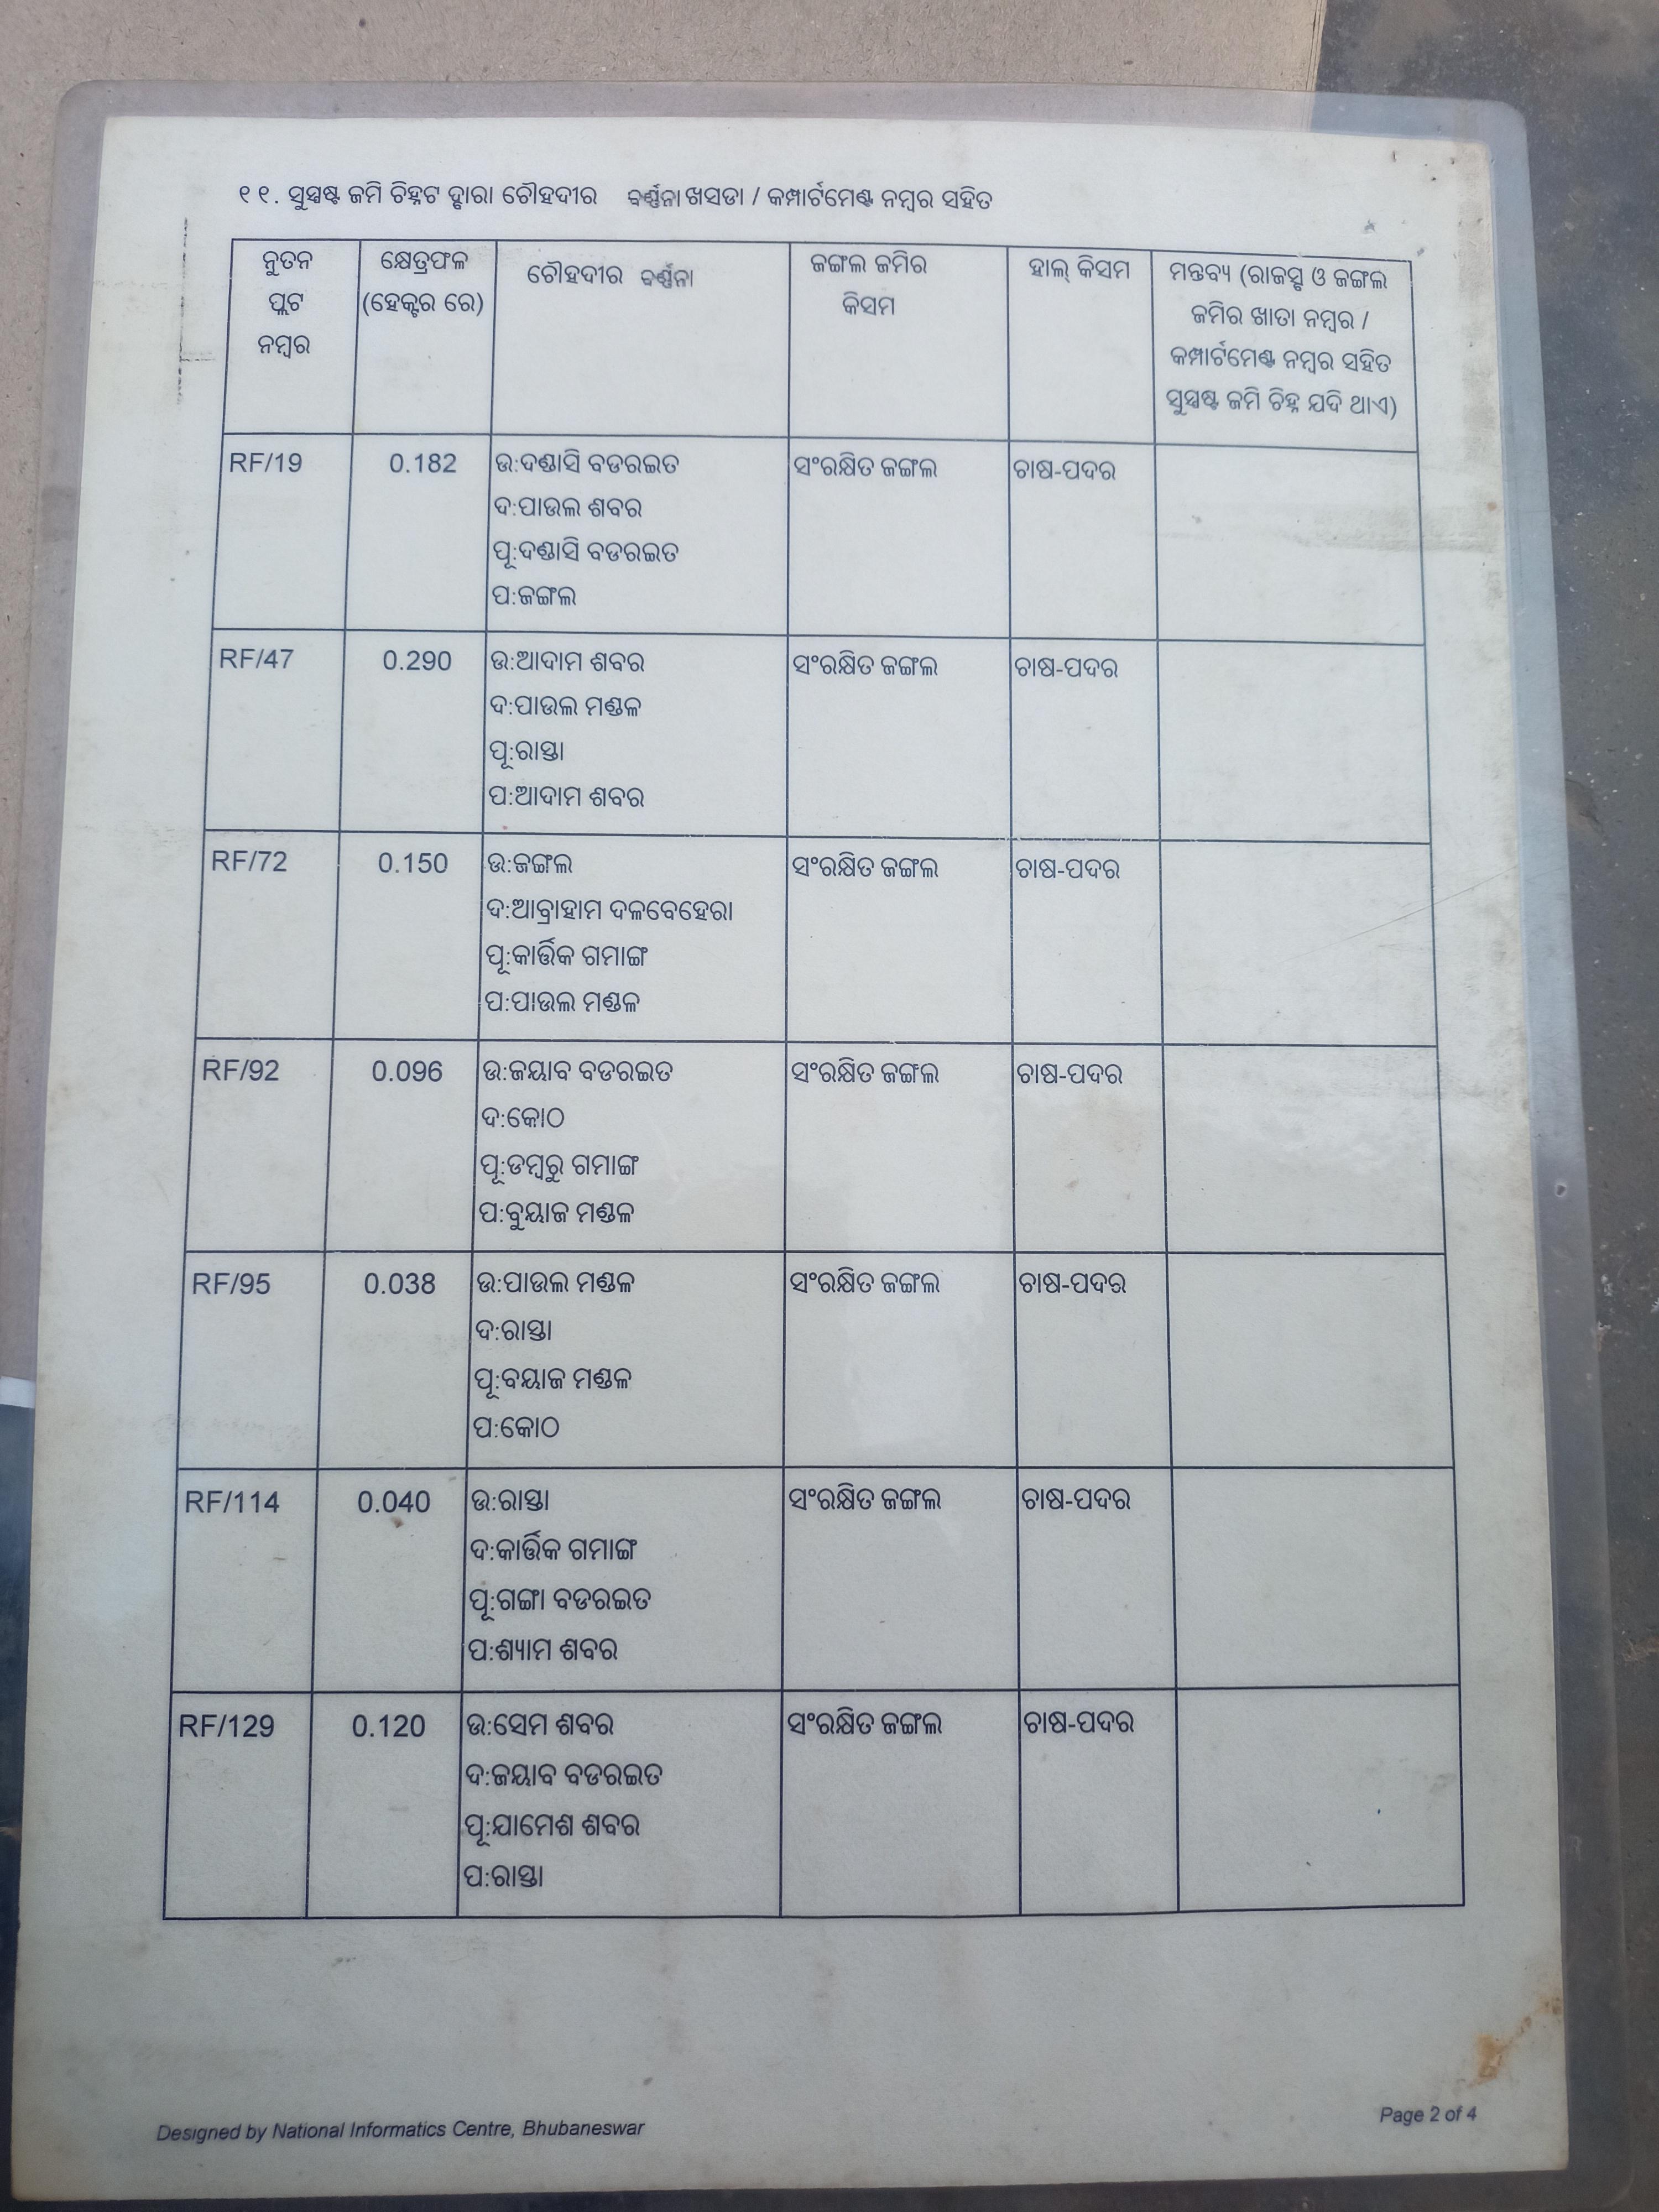 ୧୧. ସୁସ୍ପଷ୍ଟ ଜମି ଚିହ୍ନଟ ଦ୍ବାରା ଚୌହଦୀର ବର୍ଣ୍ଣନା ଖସଡା / କମ୍ପାର୍ଟମେଣ୍ଟ ନମ୍ବର ସହିତ
ନୁତନ ପ୍ଲଟ ନମ୍ବର
କ୍ଷେତ୍ରଫଳ (ହେକ୍ଟର ରେ)
ଚୌହଦୀର ବର୍ଣ୍ଣନା
ଜଙ୍ଗଲ ଜମିର କିସମ
ହାଲ୍ କିସମ
ମନ୍ତବ୍ୟ (ରାଜସ୍ବ ଓ ଜଙ୍ଗଲ
ଜମିର ଖାତା ନମ୍ବର /
କମ୍ପାର୍ଟମେଣ୍ଟ ନମ୍ବର ସହିତ
ସୁସ୍ପଷ୍ଟ ଜମି ଚିହ୍ନ ଯଦି ଥାଏ)
RF/19 0.182 ଉ:ଦଣ୍ଡାସି ବଡରଇତ ସଂରକ୍ଷିତ ଜଙ୍ଗଲ ଚାଷ-ପଦର
ଦ:ପାଉଲ ଶବର
ପୂ:ଦଣ୍ଡାସି ବଡରଇତ
ପ:ଜଙ୍ଗଲ
RF/47 0.290 ଉ:ଆଦାମ ଶବର ସଂରକ୍ଷିତ ଜଙ୍ଗଲ ଚାଷ-ପଦର
ଦ:ପାଉଲ ମଣ୍ଡଳ
ପୂ:ରାସ୍ତା
ପ:ଆଦାମ ଶବର
RF/72 0.150 ଉ:ଜଙ୍ଗଲ ସଂରକ୍ଷିତ ଜଙ୍ଗଲ ଚାଷ-ପଦର
ଦ:ଆବ୍ରାହାମ ଦଳବେହେରା
ପୂ:କାର୍ତ୍ତିକ ଗମାଙ୍ଗ
ପ:ପାଉଲ ମଣ୍ଡଳ
RF/92 0.096 ଉ:ଜୟାବ ବଡରଇତ ସଂରକ୍ଷିତ ଜଙ୍ଗଲ ଚାଷ-ପଦର
ଦ:କୋଠ
ପୂ:ଡମ୍ବରୁ ଗମାଙ୍ଗ
ପ:ବୁୟାଜ ମଣ୍ଡଳ
RF/95 0.038 ଉ:ପାଉଲ ମଣ୍ଡଳ ସଂରକ୍ଷିତ ଜଙ୍ଗଲ ଚାଷ-ପଦର
ଦ:ରାସ୍ତା
ପୂ:ବୟାଜ ମଣ୍ଡଳ
ପ:କୋଠ
RF/114 0.040 ଉ:ରାସ୍ତା ସଂରକ୍ଷିତ ଜଙ୍ଗଲ ଚାଷ-ପଦର
ଦ:କାର୍ତ୍ତିକ ଗମାଙ୍ଗ
ପୂ:ଗଙ୍ଗା ବଡରଇତ
ପ:ଶ୍ୟାମ ଶବର
RF/129 0.120 ଉ:ସେମ ଶବର ସଂରକ୍ଷିତ ଜଙ୍ଗଲ ଚାଷ-ପଦର
ଦ:ଜୟାବ ବଡରଇତ
ପୂ:ଯାମେଶ ଶବର
ପ:ରାସ୍ତା
Designed by National Informatics Centre, Bhubaneswar
Page 2 of 4